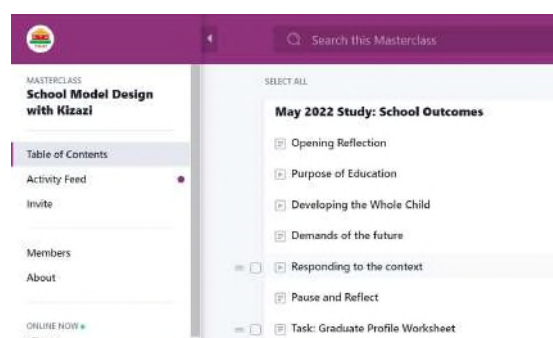 Search this Masterclass
MASTERCLASS
School Model Design
with Kizazi
Table of Contents
Activity Feed
Invite
Members
About
ONLINE NOW
SELECT ALL
May 2022 Study: School Outcomes
Opening Reflection
Purpose of Education
Developing the Whole Child
Demands of the future
Responding to the context
Pause and Reflect
Task: Graduate Profile Worksheet